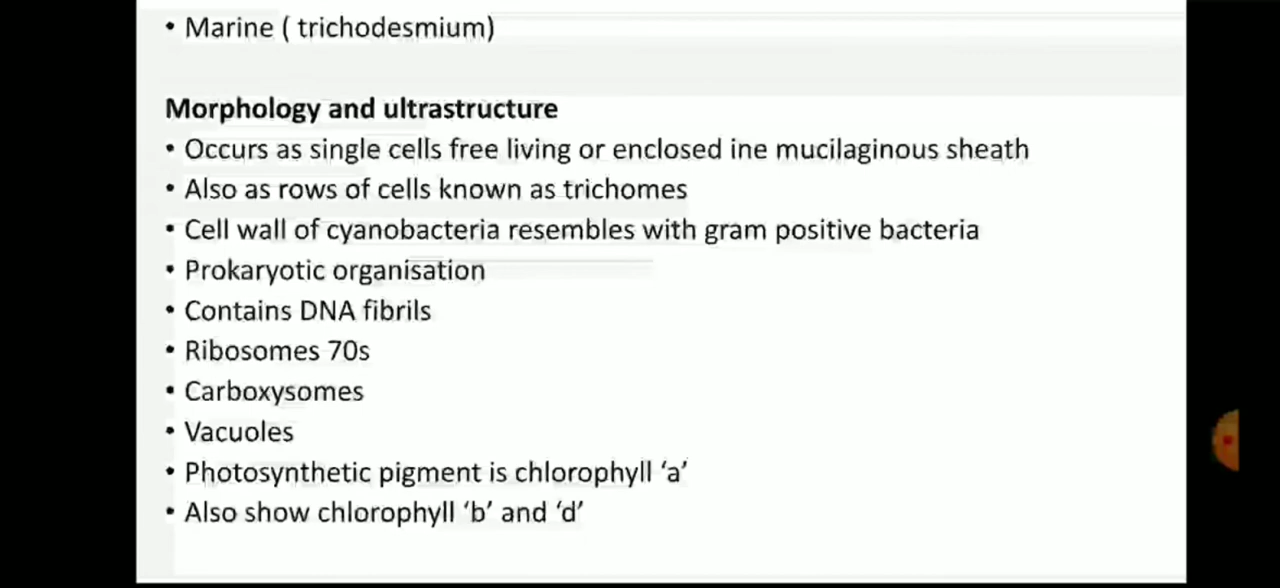 • Marine ( trichodesmium)
Morphology and ultrastructure
• Occurs as single cells free living or enclosed ine mucilaginous sheath
• Also as rows of cells known as trichomes
• Cell wall of cyanobacteria resembles with gram positive bacteria
• Prokaryotic organisation
• Contains DNA fibrils
• Ribosomes 70s
• Carboxysomes
• Vacuoles
• Photosynthetic pigment is chlorophyll ‘a’
• Also show chlorophyll ‘b’ and ‘d’